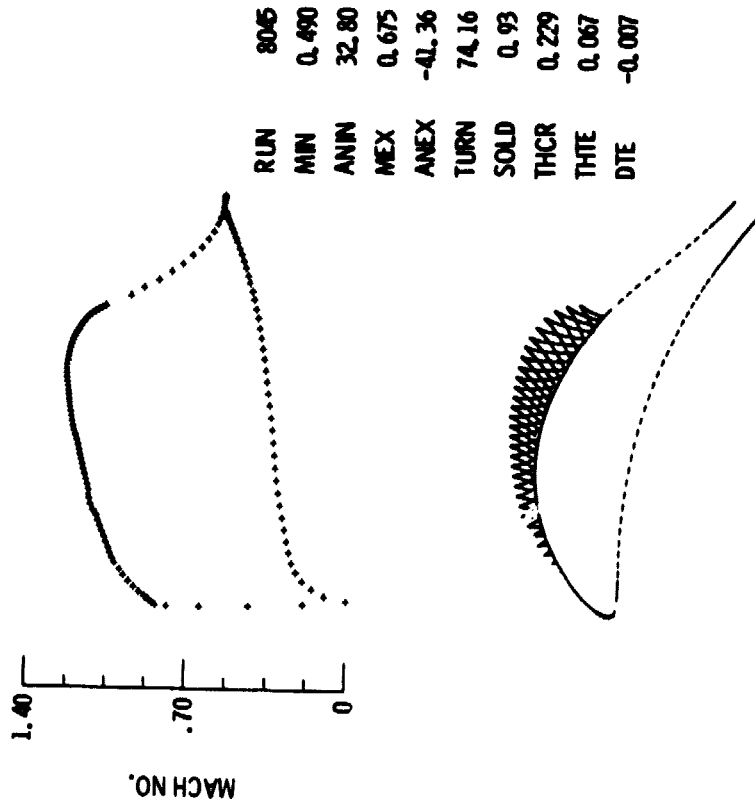 MACH NO.
1.40
.70
0
RUN 8045
MIN 0.490
ANIN 32.80
MEX 0.675
ANEX -41.36
TURN 74.16
SOLD 0.93
THCR 0.229
THTE 0.067
DTE -0.007